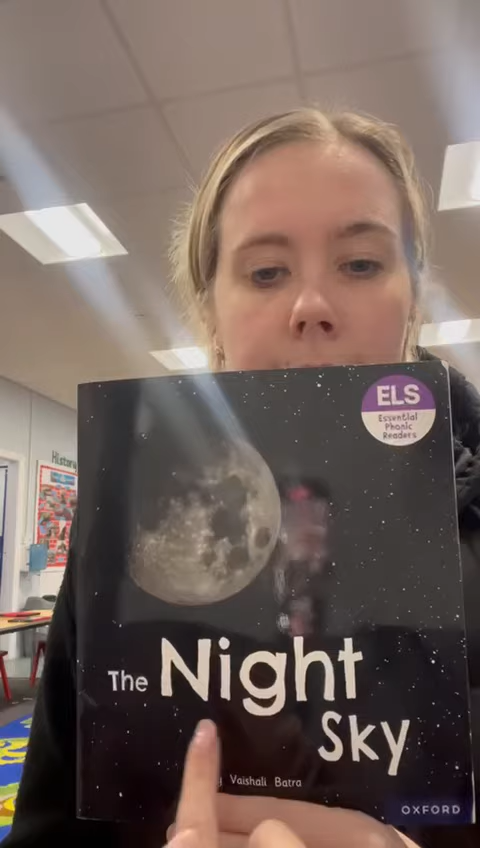 ELS
Essential
Phonic
Readers
The Night
Sky
Vaishali Batra
OXFORD